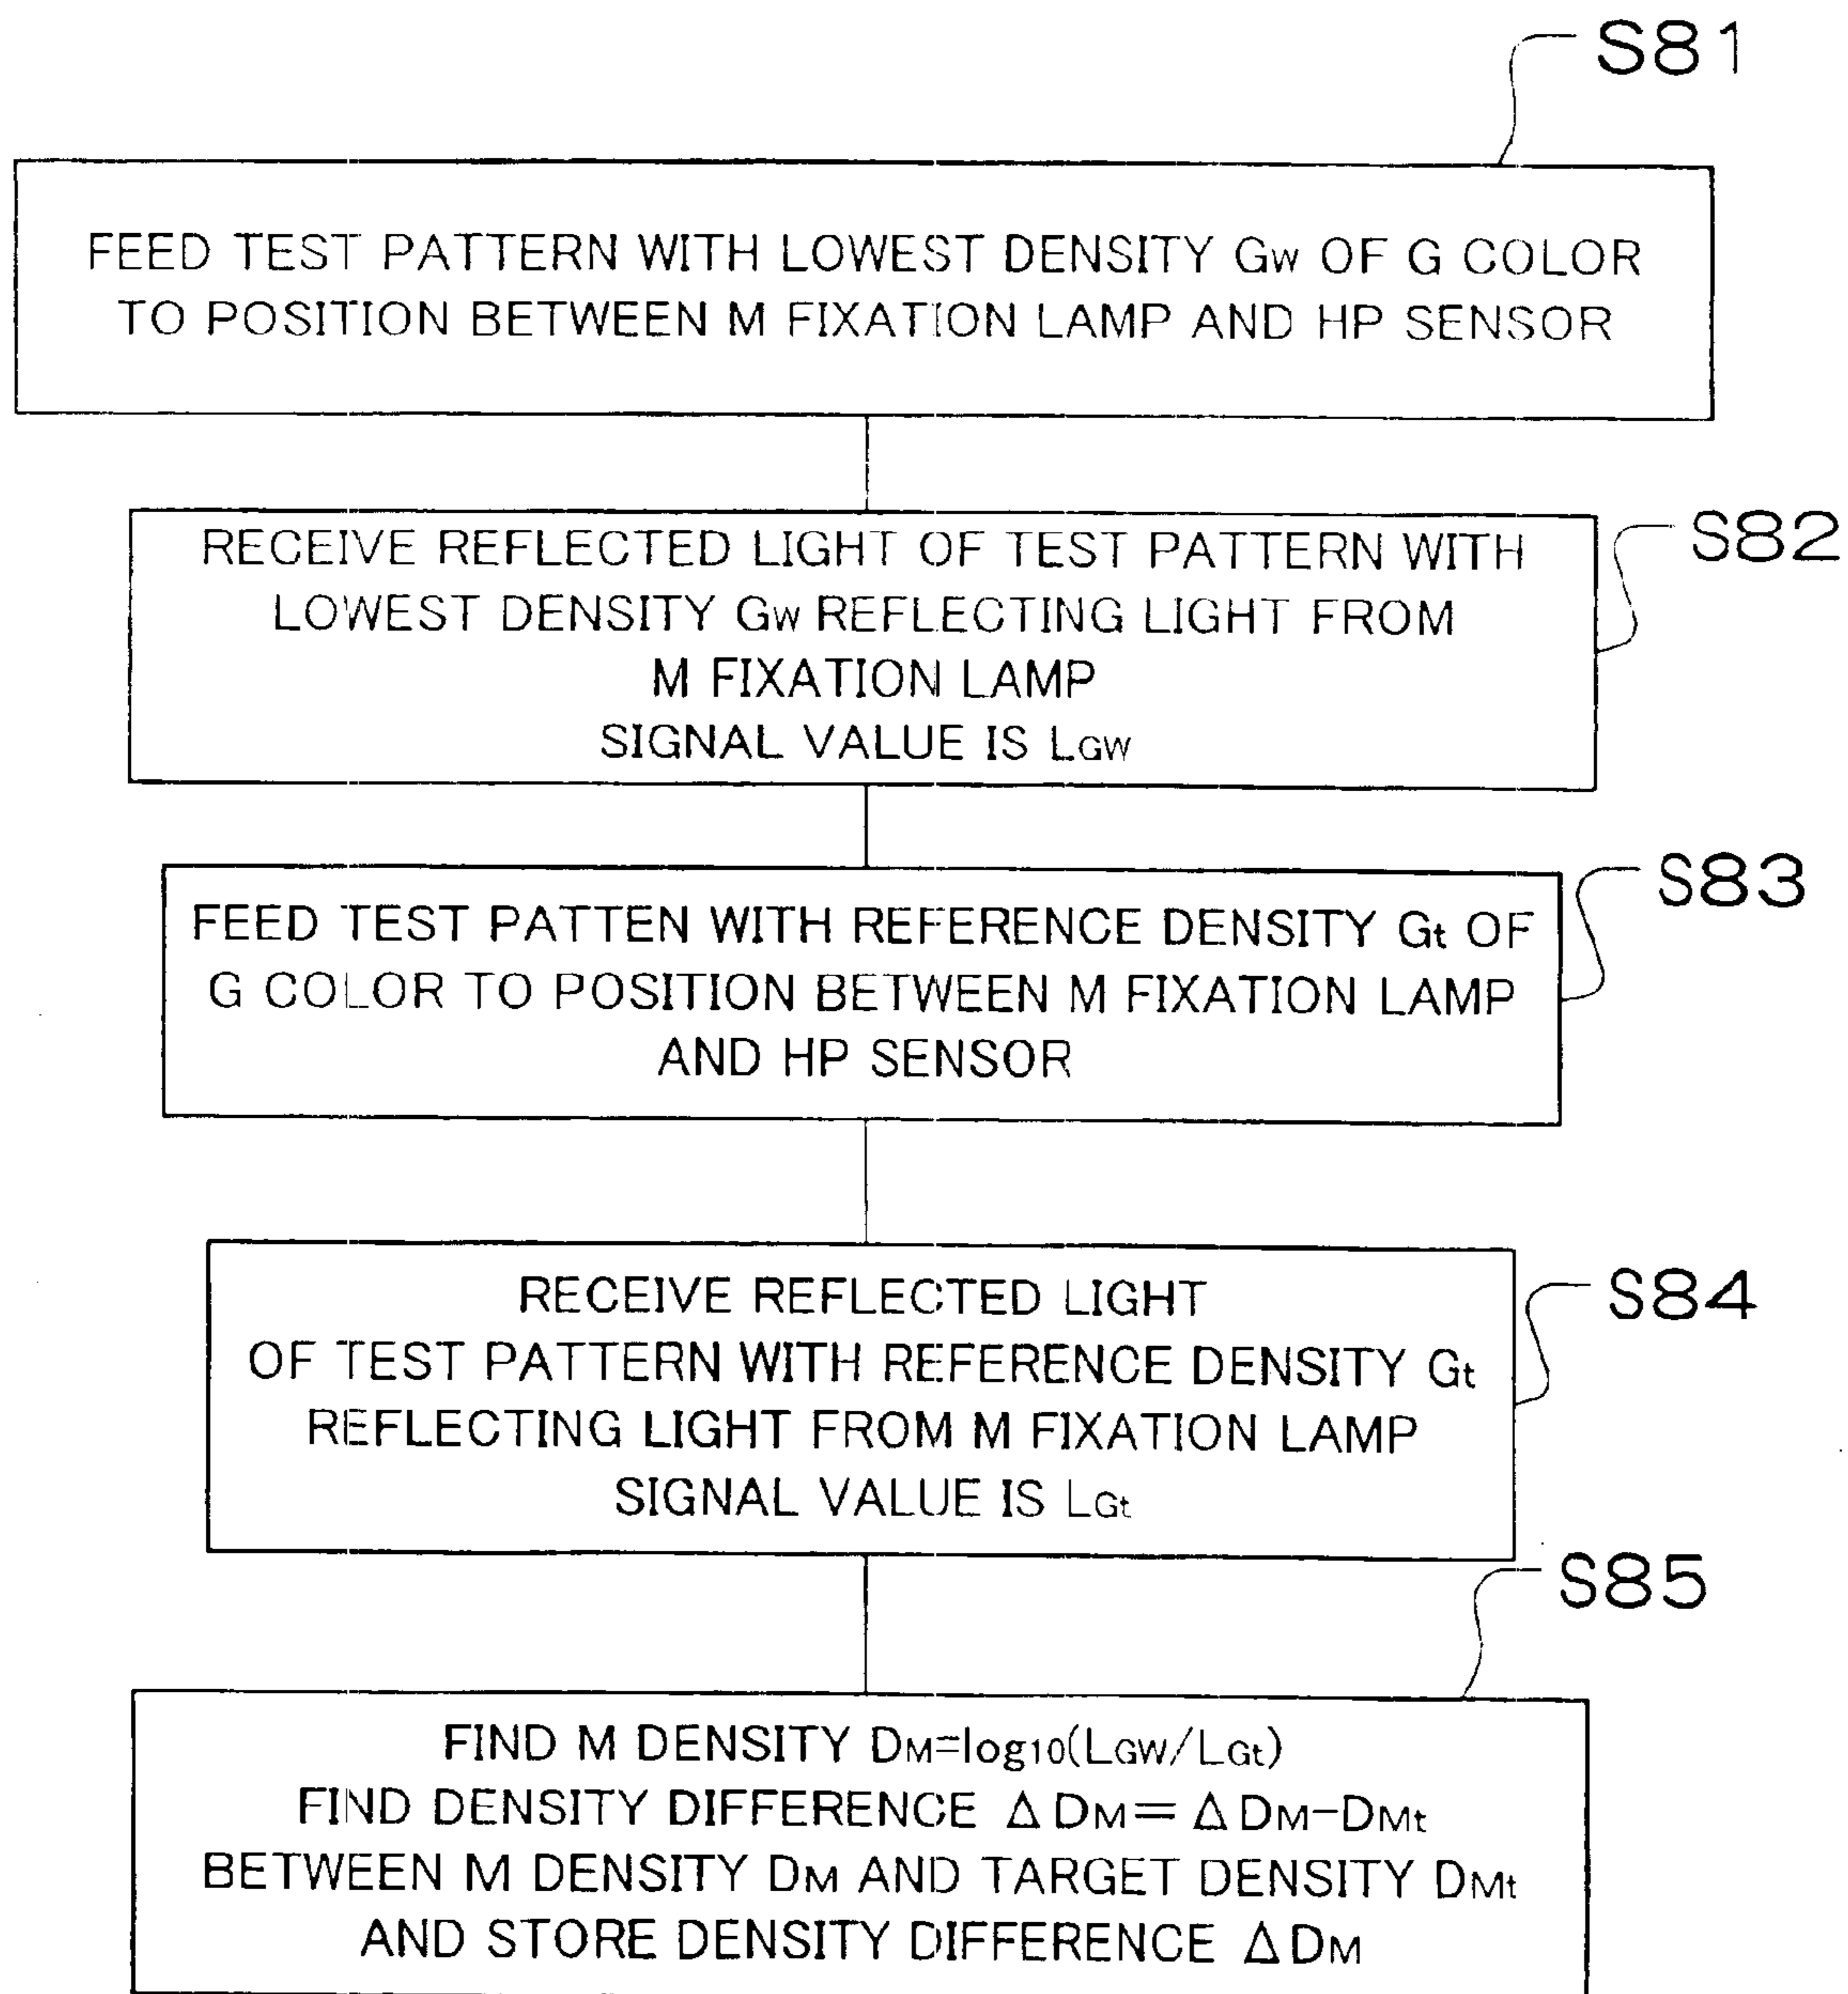 S81
FEED TEST PATTERN WITH LOWEST DENSITY GW OF G COLOR
TO POSITION BETWEEN M FIXATION LAMP AND HP SENSOR
S82
RECEIVE REFLECTED LIGHT OF TEST PATTERN WITH
LOWEST DENSITY GW REFLECTING LIGHT FROM
M FIXATION LAMP
SIGNAL VALUE IS LGW
S83
FEED TEST PATTEN WITH REFERENCE DENSITY Gt OF
G COLOR TO POSITION BETWEEN M FIXATION LAMP
AND HP SENSOR
S84
RECEIVE REFLECTED LIGHT
OF TEST PATTERN WITH REFERENCE DENSITY Gt
REFLECTING LIGHT FROM M FIXATION LAMP
SIGNAL VALUE IS LGt
S85
FIND M DENSITY DM=log10(LGW/LGt)
FIND DENSITY DIFFERENCE ΔDM=ΔDM-DMt
BETWEEN M DENSITY DM AND TARGET DENSITY DMt
AND STORE DENSITY DIFFERENCE ΔDM